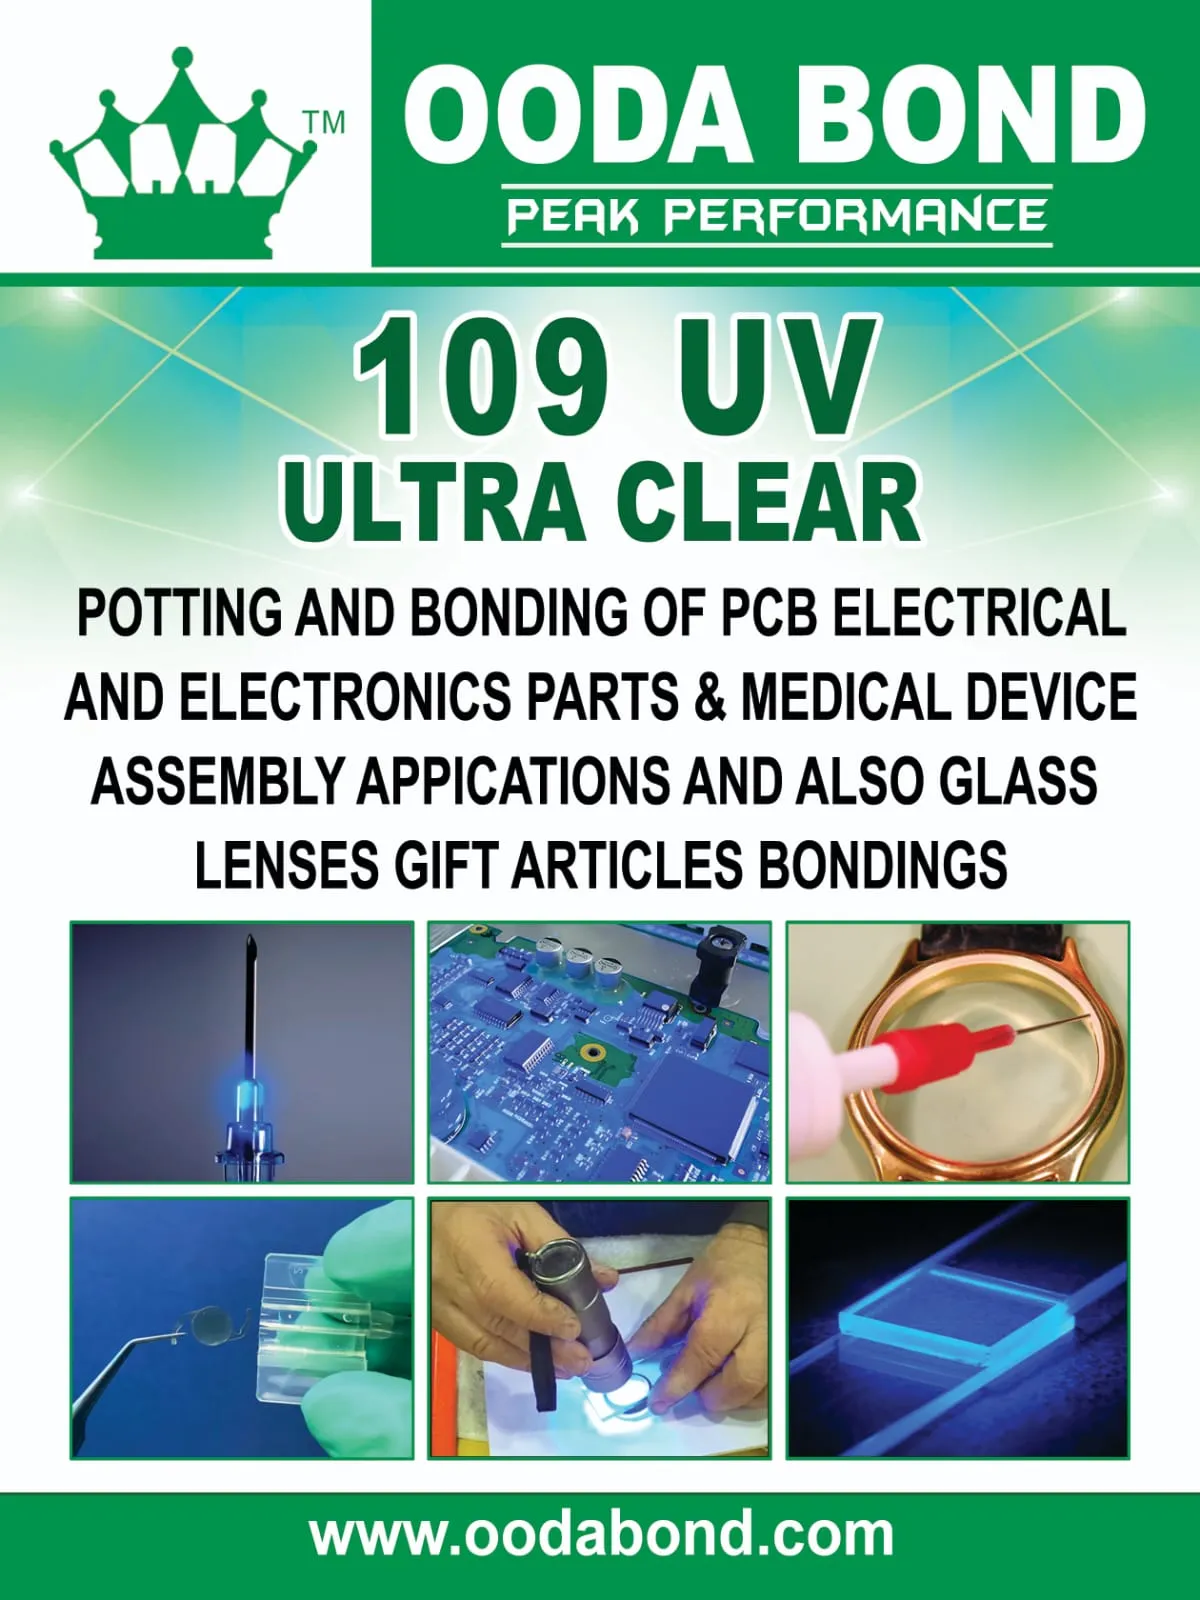 TM
OODA BOND
PEAK PERFORMANCE
109 UV
ULTRA CLEAR
POTTING AND BONDING OF PCB ELECTRICAL
AND ELECTRONICS PARTS & MEDICAL DEVICE
ASSEMBLY APPICATIONS AND ALSO GLASS
LENSES GIFT ARTICLES BONDINGS
www.oodabond.com